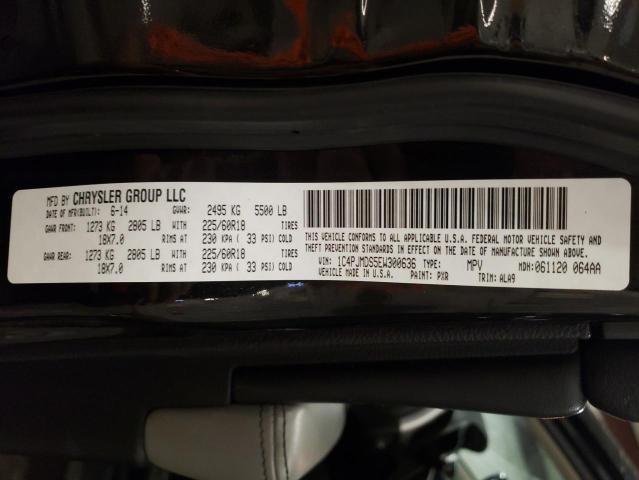 MFD BY CHRYSLER GROUP LLC
DATE OF MFR(BUILT): 6-14 GVWR: 2495 KG 5500 LB
GAWR FRONT: 1273 KG 2805 LB WITH 225/60R18 TIRES
18X7.0 RIMS AT 230 KPA ( 33 PSI) COLD
GAWR REAR: 1273 KG 2805 LB WITH 225/60R18 TIRES
18X7.0 RIMS AT 230 KPA ( 33 PSI) COLD
THIS VEHICLE CONFORMS TO ALL APPLICABLE U.S.A. FEDERAL MOTOR VEHICLE SAFETY AND
THEFT PREVENTION STANDARDS IN EFFECT ON THE DATE OF MANUFACTURE SHOWN ABOVE.
VIN: 1C4PJMDS5EW300636 TYPE: MPV MDH:061120 064AA
VEHICLE MADE IN U.S.A. PAINT: PXR TRIM: ALA9